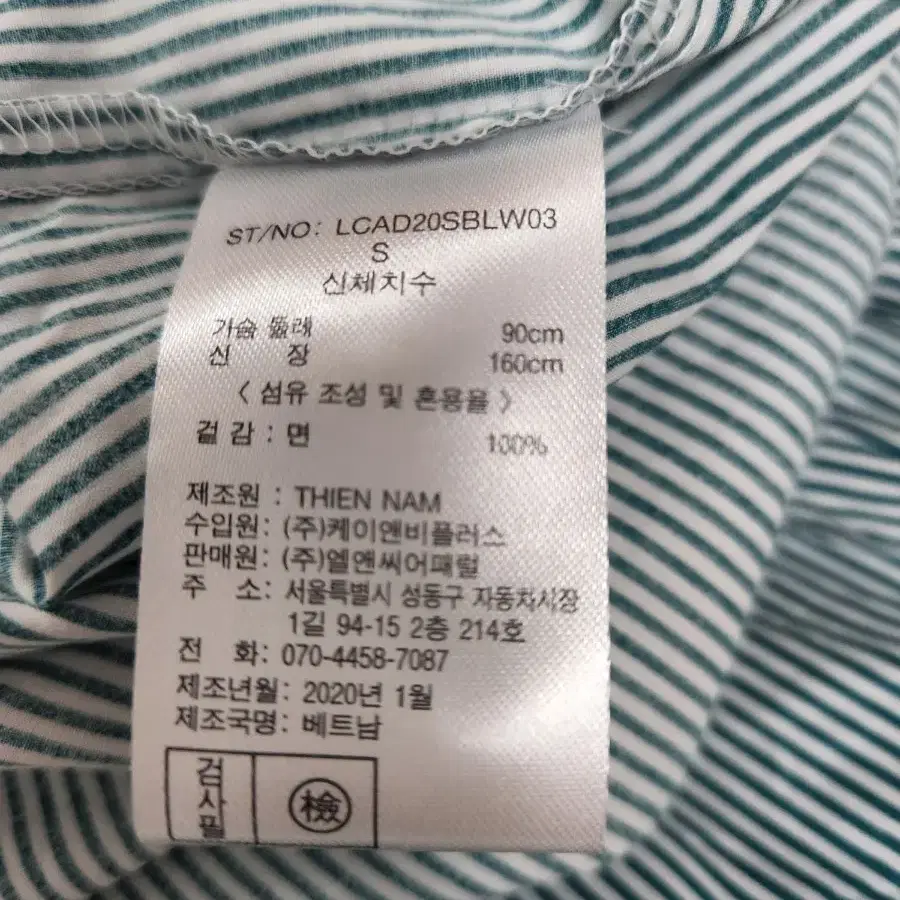 ST/NO: LCAD20SBLW03
S
신체치수
가슴 둘레 90cm
신 장 160cm
< 섬유 조성 및 혼용율 >
겉 감 : 면 100%
제조원 : THIEN NAM
수입원: (주)케이앤비플러스
판매원: (주)엘앤씨어패럴
주 소: 서울특별시 성동구 자동차시장
1길 94-15 2층 214호
전 화: 070-4458-7087
제조년월: 2020년 1월
제조국명: 베트남
검사필 檢